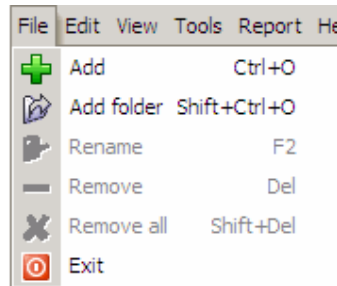 File Edit View Tools Report He
Add Ctrl+O
Add folder Shift+Ctrl+O
Rename F2
Remove Del
Remove all Shift+Del
Exit